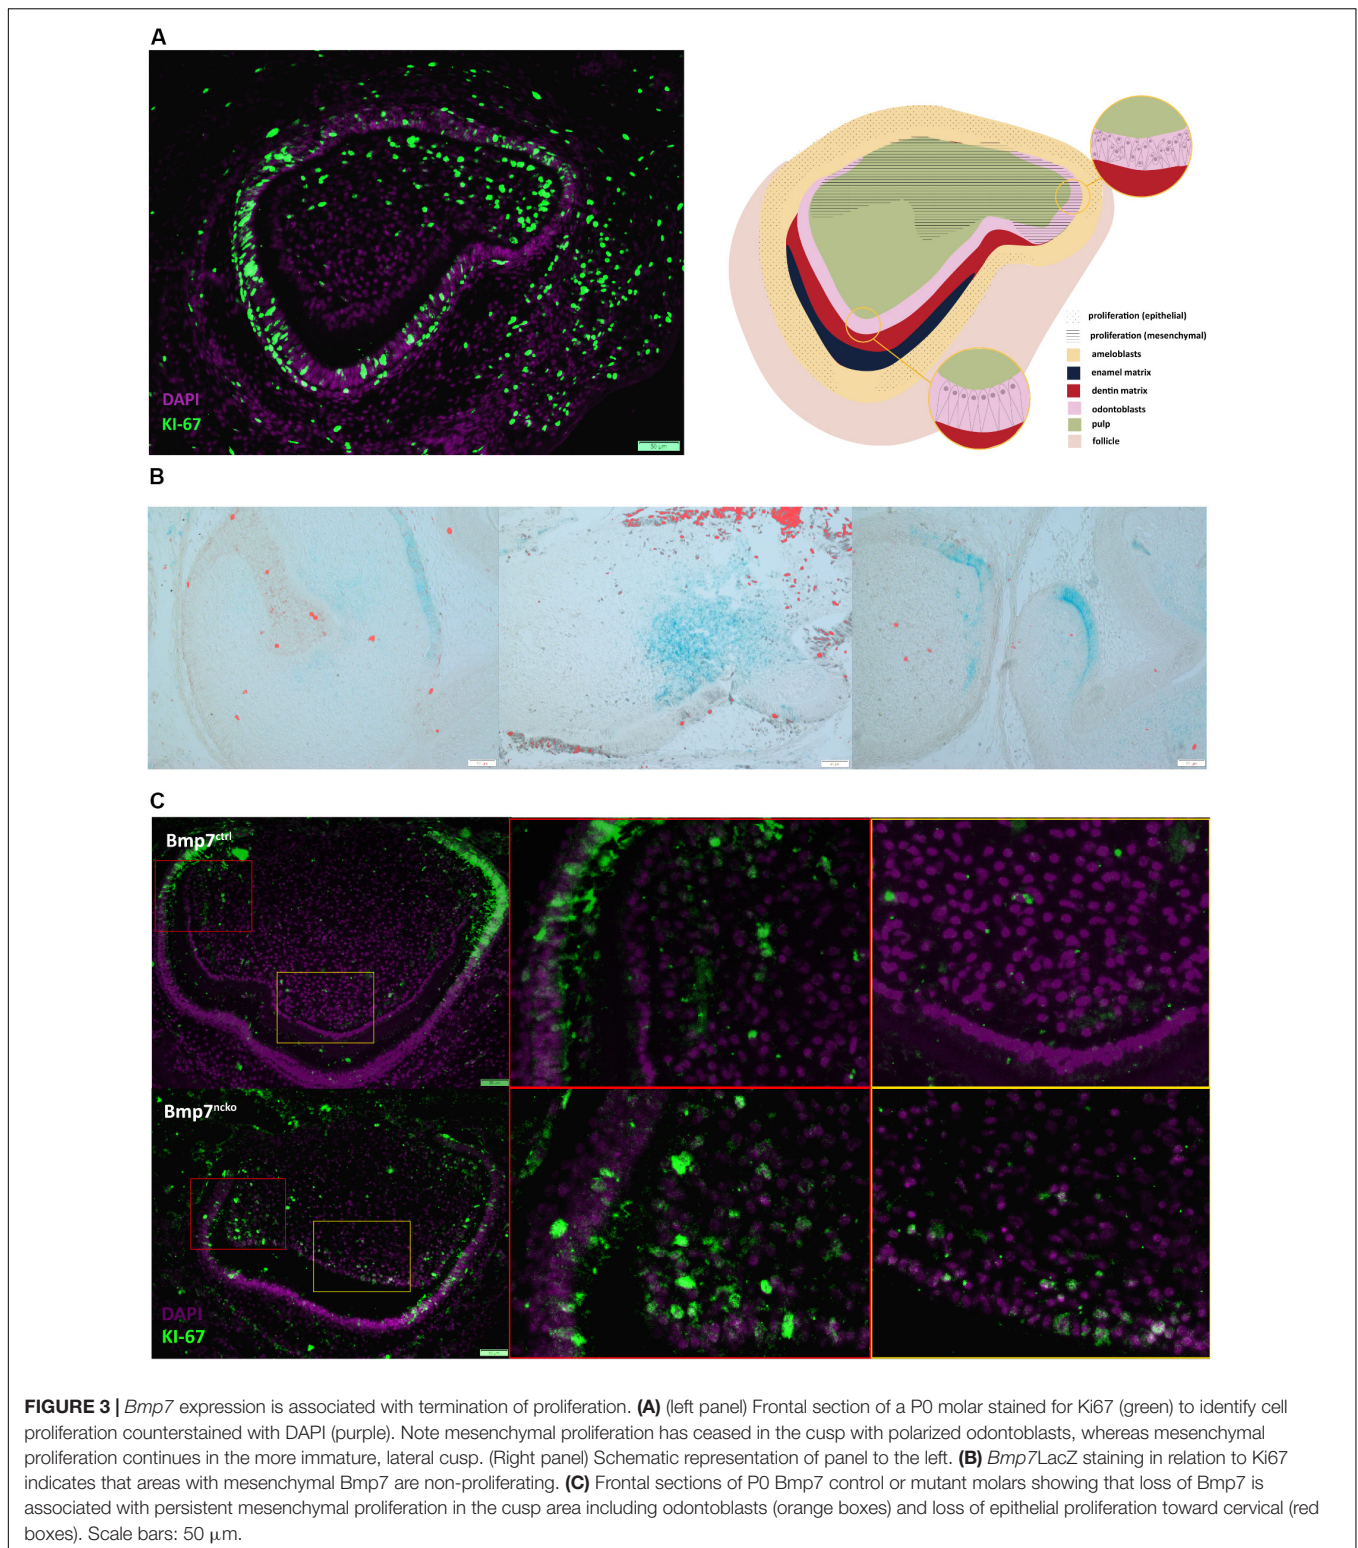 A
DAPI
KI-67
50 µm
proliferation (epithelial)
proliferation (mesenchymal)
ameloblasts
enamel matrix
dentin matrix
odontoblasts
pulp
follicle
B
C
Bmp7ctrl
Bmp7ncko
DAPI
KI-67
FIGURE 3 | Bmp7 expression is associated with termination of proliferation. (A) (left panel) Frontal section of a P0 molar stained for Ki67 (green) to identify cell
proliferation counterstained with DAPI (purple). Note mesenchymal proliferation has ceased in the cusp with polarized odontoblasts, whereas mesenchymal
proliferation continues in the more immature, lateral cusp. (Right panel) Schematic representation of panel to the left. (B) Bmp7LacZ staining in relation to Ki67
indicates that areas with mesenchymal Bmp7 are non-proliferating. (C) Frontal sections of P0 Bmp7 control or mutant molars showing that loss of Bmp7 is
associated with persistent mesenchymal proliferation in the cusp area including odontoblasts (orange boxes) and loss of epithelial proliferation toward cervical (red
boxes). Scale bars: 50 µm.